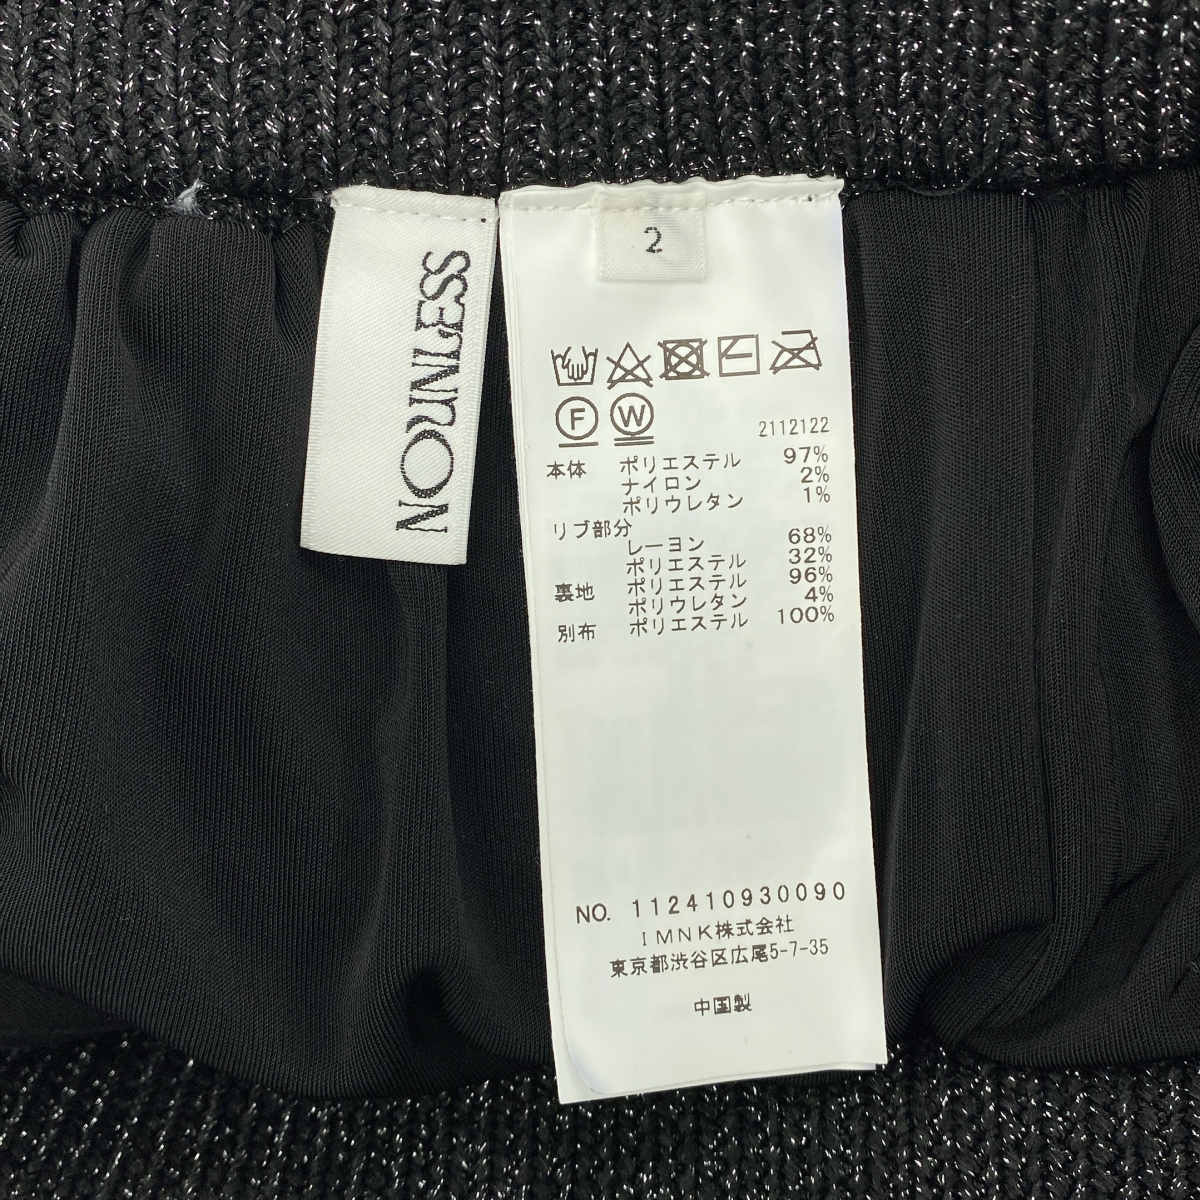 NOUNLESS
2
F W
2112122
本体 ポリエステル 97%
ナイロン 2%
ポリウレタン 1%
リブ部分
レーヨン 68%
ポリエステル 32%
裏地 ポリエステル 96%
ポリウレタン 4%
別布 ポリエステル 100%
NO. 112410930090
IMNK株式会社
東京都渋谷区広尾5-7-35
中国製